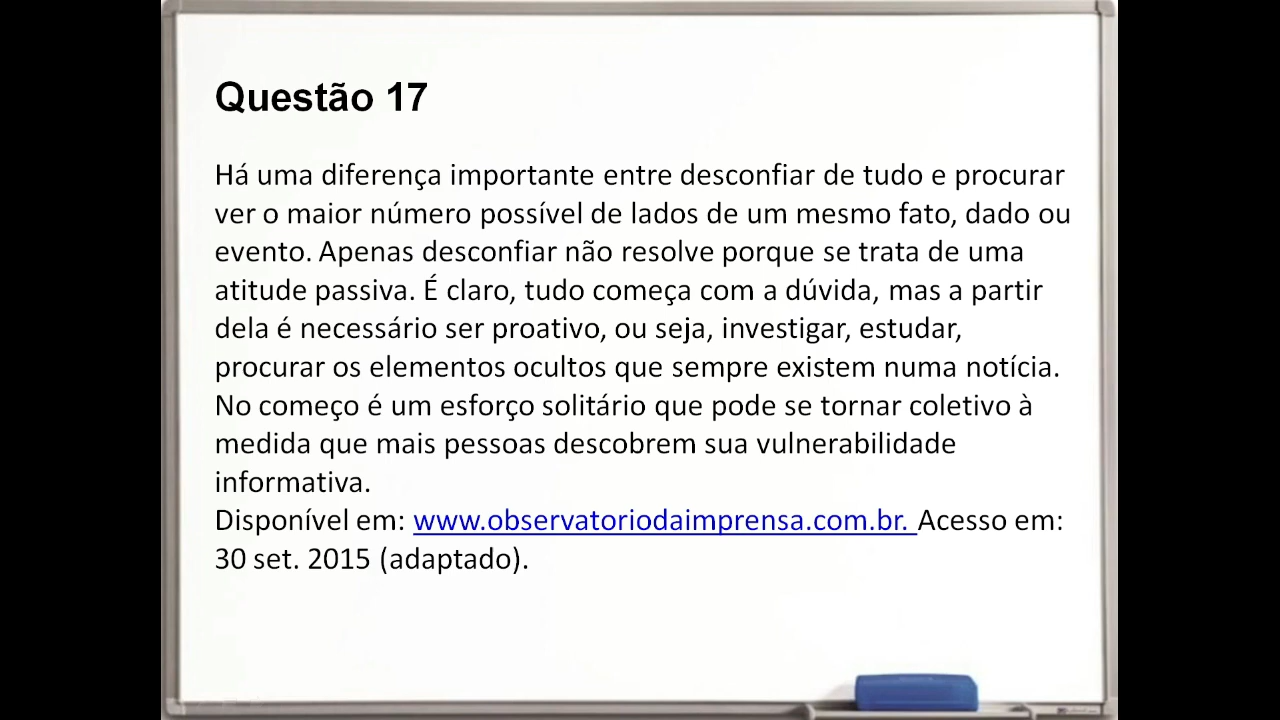 Questão 17
Há uma diferença importante entre desconfiar de tudo e procurar
ver o maior número possível de lados de um mesmo fato, dado ou
evento. Apenas desconfiar não resolve porque se trata de uma
atitude passiva. É claro, tudo começa com a dúvida, mas a partir
dela é necessário ser proativo, ou seja, investigar, estudar,
procurar os elementos ocultos que sempre existem numa notícia.
No começo é um esforço solitário que pode se tornar coletivo à
medida que mais pessoas descobrem sua vulnerabilidade
informativa.
Disponível em: www.observatoriodaimprensa.com.br. Acesso em:
30 set. 2015 (adaptado).